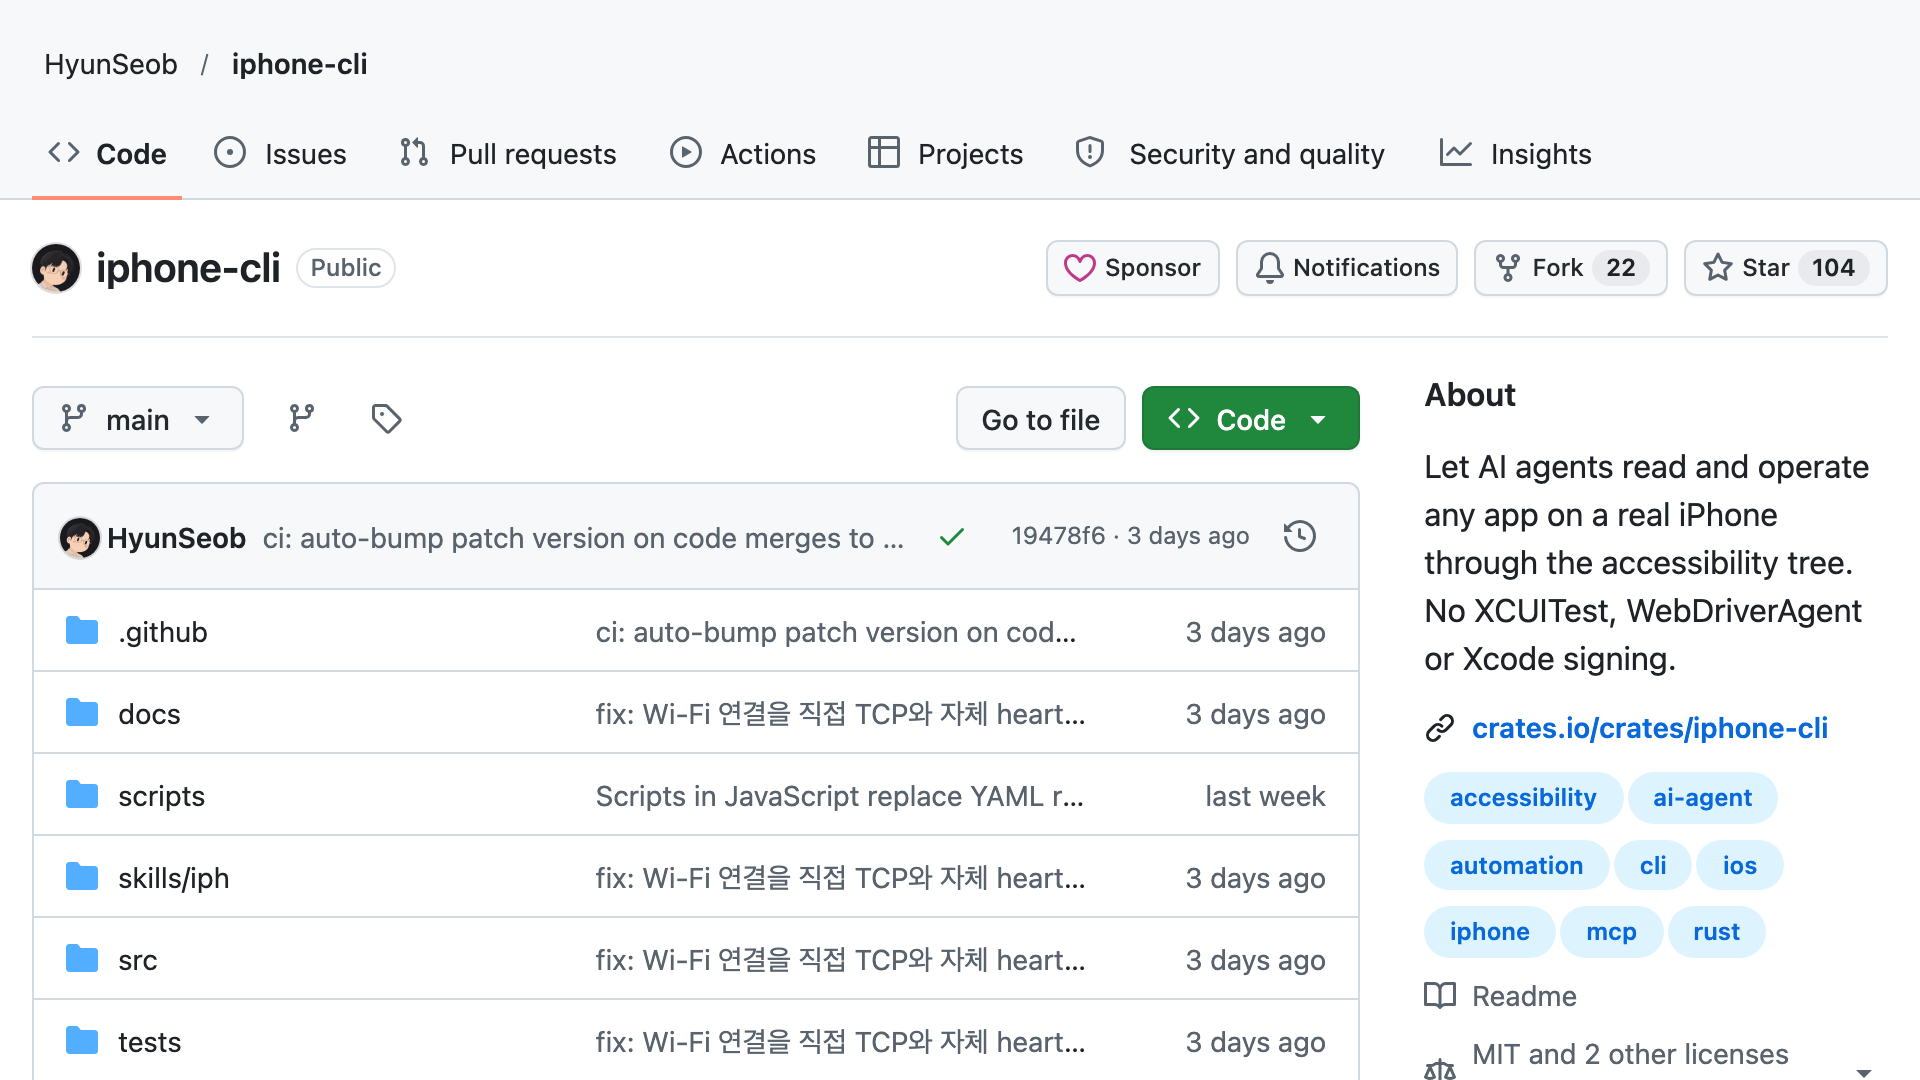 HyunSeob / iphone-cli
Code Issues Pull requests Actions Projects Security and quality Insights
iphone-cli Public Sponsor Notifications Fork 22 Star 104
main Go to file Code
HyunSeob ci: auto-bump patch version on code merges to ... 19478f6 · 3 days ago
.github ci: auto-bump patch version on cod... 3 days ago
docs fix: Wi-Fi 연결을 직접 TCP와 자체 heart... 3 days ago
scripts Scripts in JavaScript replace YAML r... last week
skills/iph fix: Wi-Fi 연결을 직접 TCP와 자체 heart... 3 days ago
src fix: Wi-Fi 연결을 직접 TCP와 자체 heart... 3 days ago
tests fix: Wi-Fi 연결을 직접 TCP와 자체 heart... 3 days ago
About
Let AI agents read and operate
any app on a real iPhone
through the accessibility tree.
No XCUITest, WebDriverAgent
or Xcode signing.
crates.io/crates/iphone-cli
accessibility ai-agent
automation cli ios
iphone mcp rust
Readme
MIT and 2 other licenses